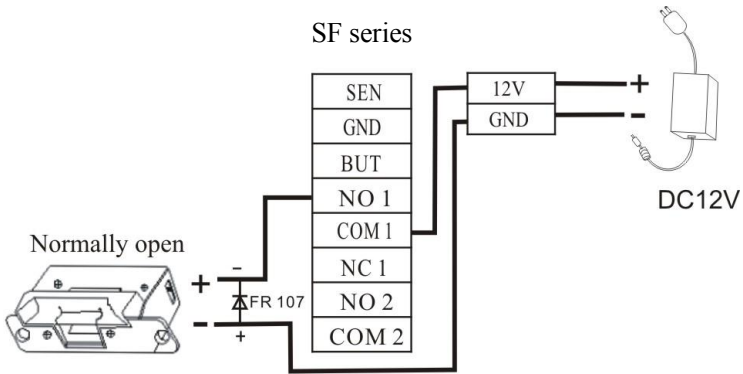 SF series
SEN
GND
BUT
NO 1
COM 1
NC 1
NO 2
COM 2
12V
GND
+
-
DC12V
Normally open
+
-
-
FR 107
+